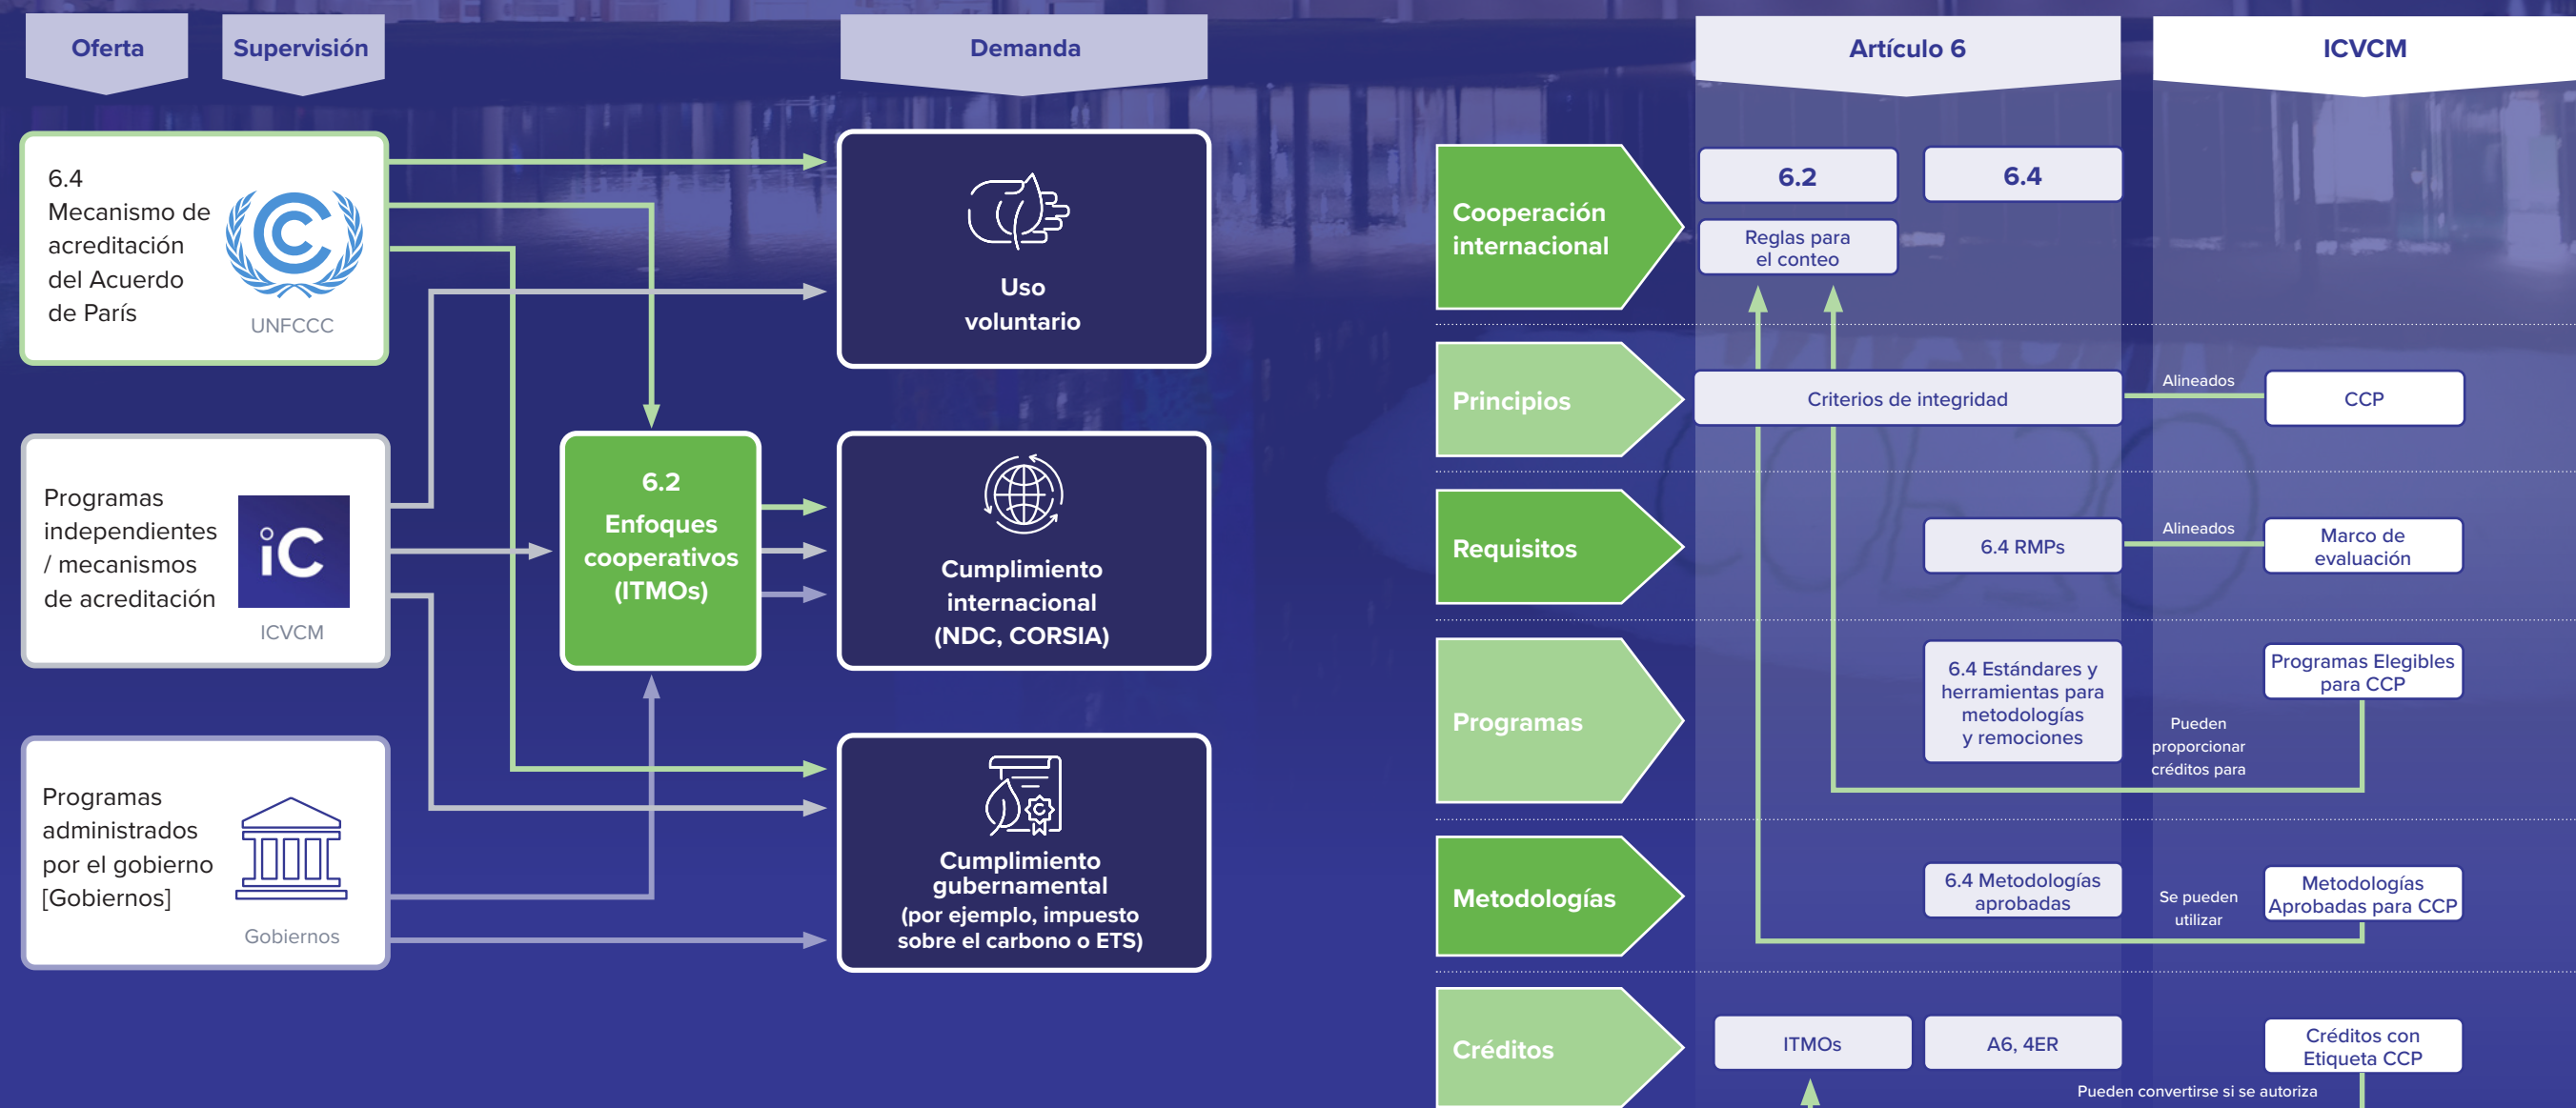 Oferta
Supervisión
Demanda
6.4
Mecanismo de
acreditación
del Acuerdo
de París
UNFCCC
Uso
voluntario
Programas
independientes
/ mecanismos
de acreditación
iC
ICVCM
6.2
Enfoques
cooperativos
(ITMOs)
Cumplimiento
internacional
(NDC, CORSIA)
Programas
administrados
por el gobierno
[Gobiernos]
Gobiernos
Cumplimiento
gubernamental
(por ejemplo, impuesto
sobre el carbono o ETS)
Artículo 6
ICVCM
Cooperación
internacional
6.2
6.4
Reglas para
el conteo
Principios
Criterios de integridad
Alineados
CCP
Requisitos
6.4 RMPs
Alineados
Marco de
evaluación
Programas
6.4 Estándares y
herramientas para
metodologías
y remociones
Pueden
proporcionar
créditos para
Programas Elegibles
para CCP
Metodologías
6.4 Metodologías
aprobadas
Se pueden
utilizar
Metodologías
Aprobadas para CCP
Créditos
ITMOs
A6, 4ER
Créditos con
Etiqueta CCP
Pueden convertirse si se autoriza